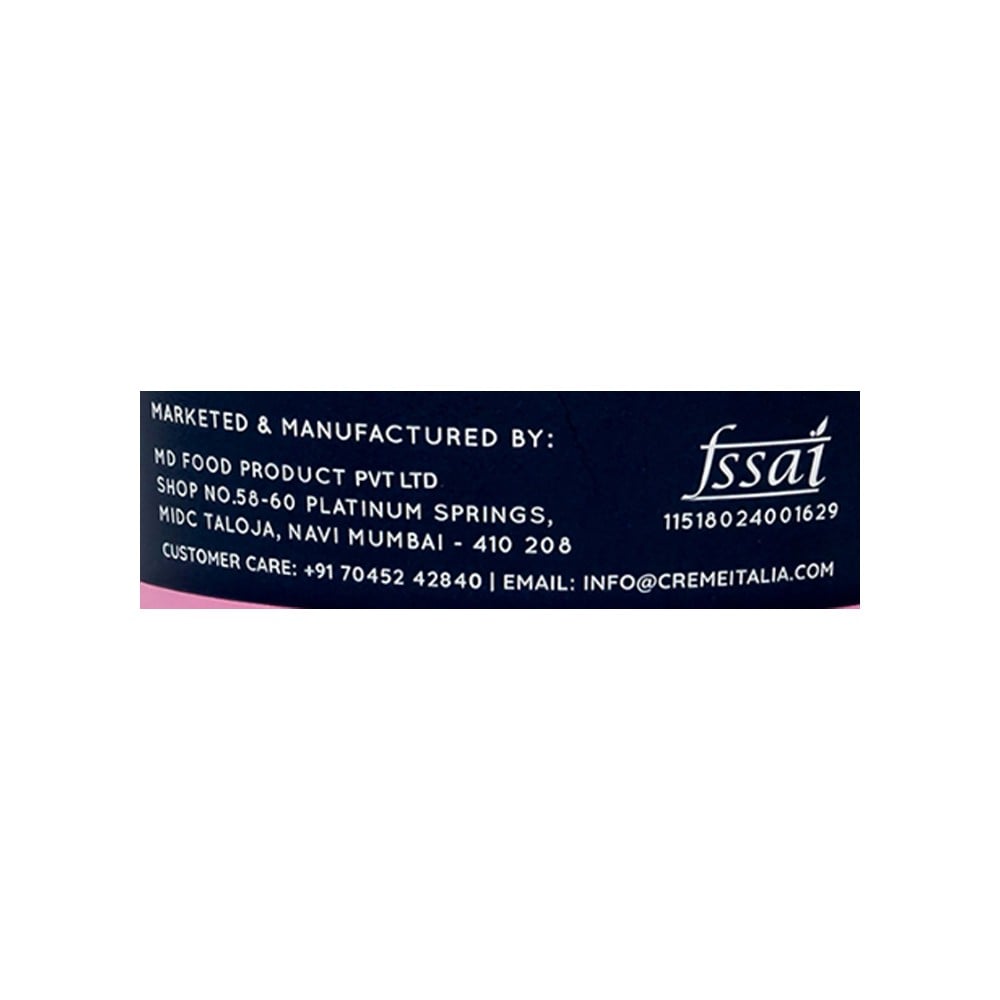 MARKETED & MANUFACTURED BY:
MD FOOD PRODUCT PVT LTD
SHOP NO.58-60 PLATINUM SPRINGS,
MIDC TALOJA, NAVI MUMBAI - 410 208
CUSTOMER CARE: +91 70452 42840 | EMAIL: INFO@CREMEITALIA.COM
fssai
11518024001629